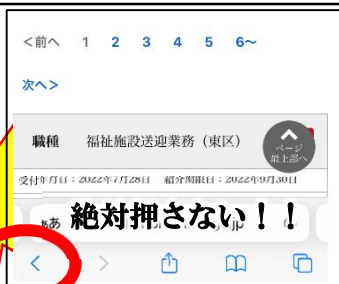 <前へ 1 2 3 4 5 6～
次へ>
職種 福祉施設送迎業務（東区）
ページ
最上部へ
受付年月日：2022年7月28日 紹介期限日：2022年9月30日
ぁあ
絶対押さない！！